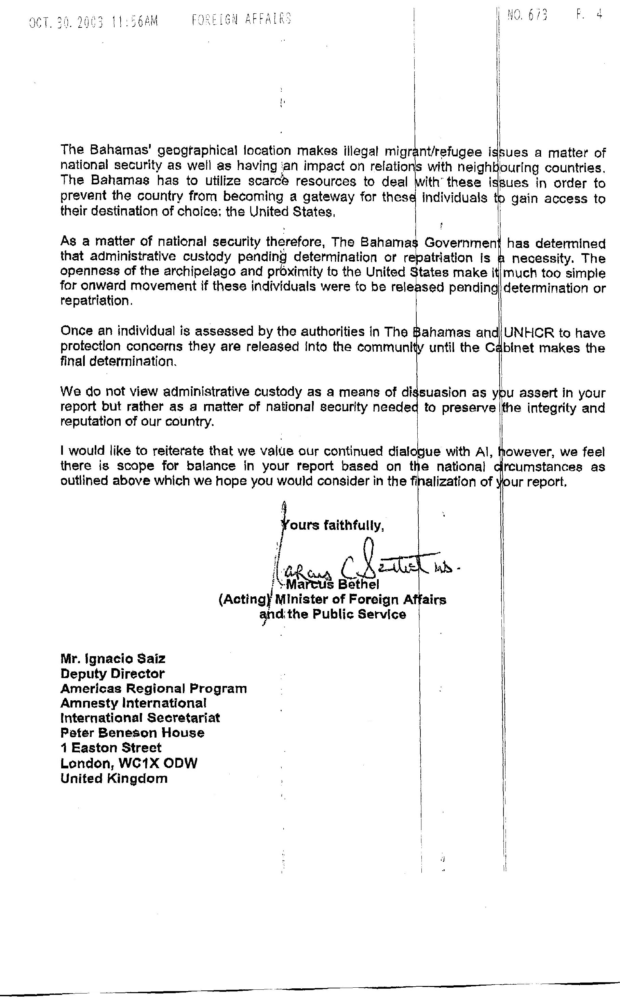 OCT. 30. 2003 11:56AM FOREIGN AFFAIRS NO. 673 P. 4
The Bahamas' geographical location makes illegal migrant/refugee issues a matter of
national security as well as having an impact on relations with neighbouring countries.
The Bahamas has to utilize scarce resources to deal with these issues in order to
prevent the country from becoming a gateway for these individuals to gain access to
their destination of choice: the United States.
As a matter of national security therefore, The Bahamas Government has determined
that administrative custody pending determination or repatriation is a necessity. The
openness of the archipelago and proximity to the United States make it much too simple
for onward movement if these individuals were to be released pending determination or
repatriation.
Once an individual is assessed by the authorities in The Bahamas and UNHCR to have
protection concerns they are released into the community until the Cabinet makes the
final determination.
We do not view administrative custody as a means of dissuasion as you assert in your
report but rather as a matter of national security needed to preserve the integrity and
reputation of our country.
I would like to reiterate that we value our continued dialogue with AI, however, we feel
there is scope for balance in your report based on the national circumstances as
outlined above which we hope you would consider in the finalization of your report.
Yours faithfully,
Marcus C Bethel
Marcus Bethel
(Acting) Minister of Foreign Affairs
and the Public Service
Mr. Ignacio Saiz
Deputy Director
Americas Regional Program
Amnesty International
International Secretariat
Peter Beneson House
1 Easton Street
London, WC1X ODW
United Kingdom